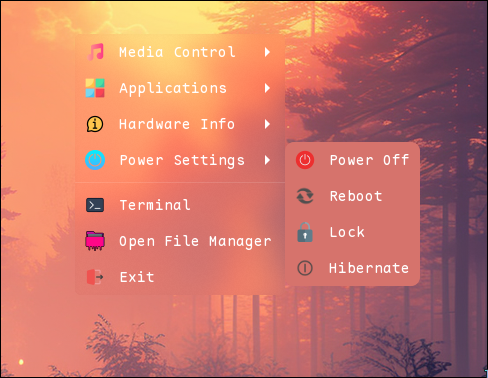 Media Control
Applications
Hardware Info
Power Settings
Terminal
Open File Manager
Exit
Power Off
Reboot
Lock
Hibernate